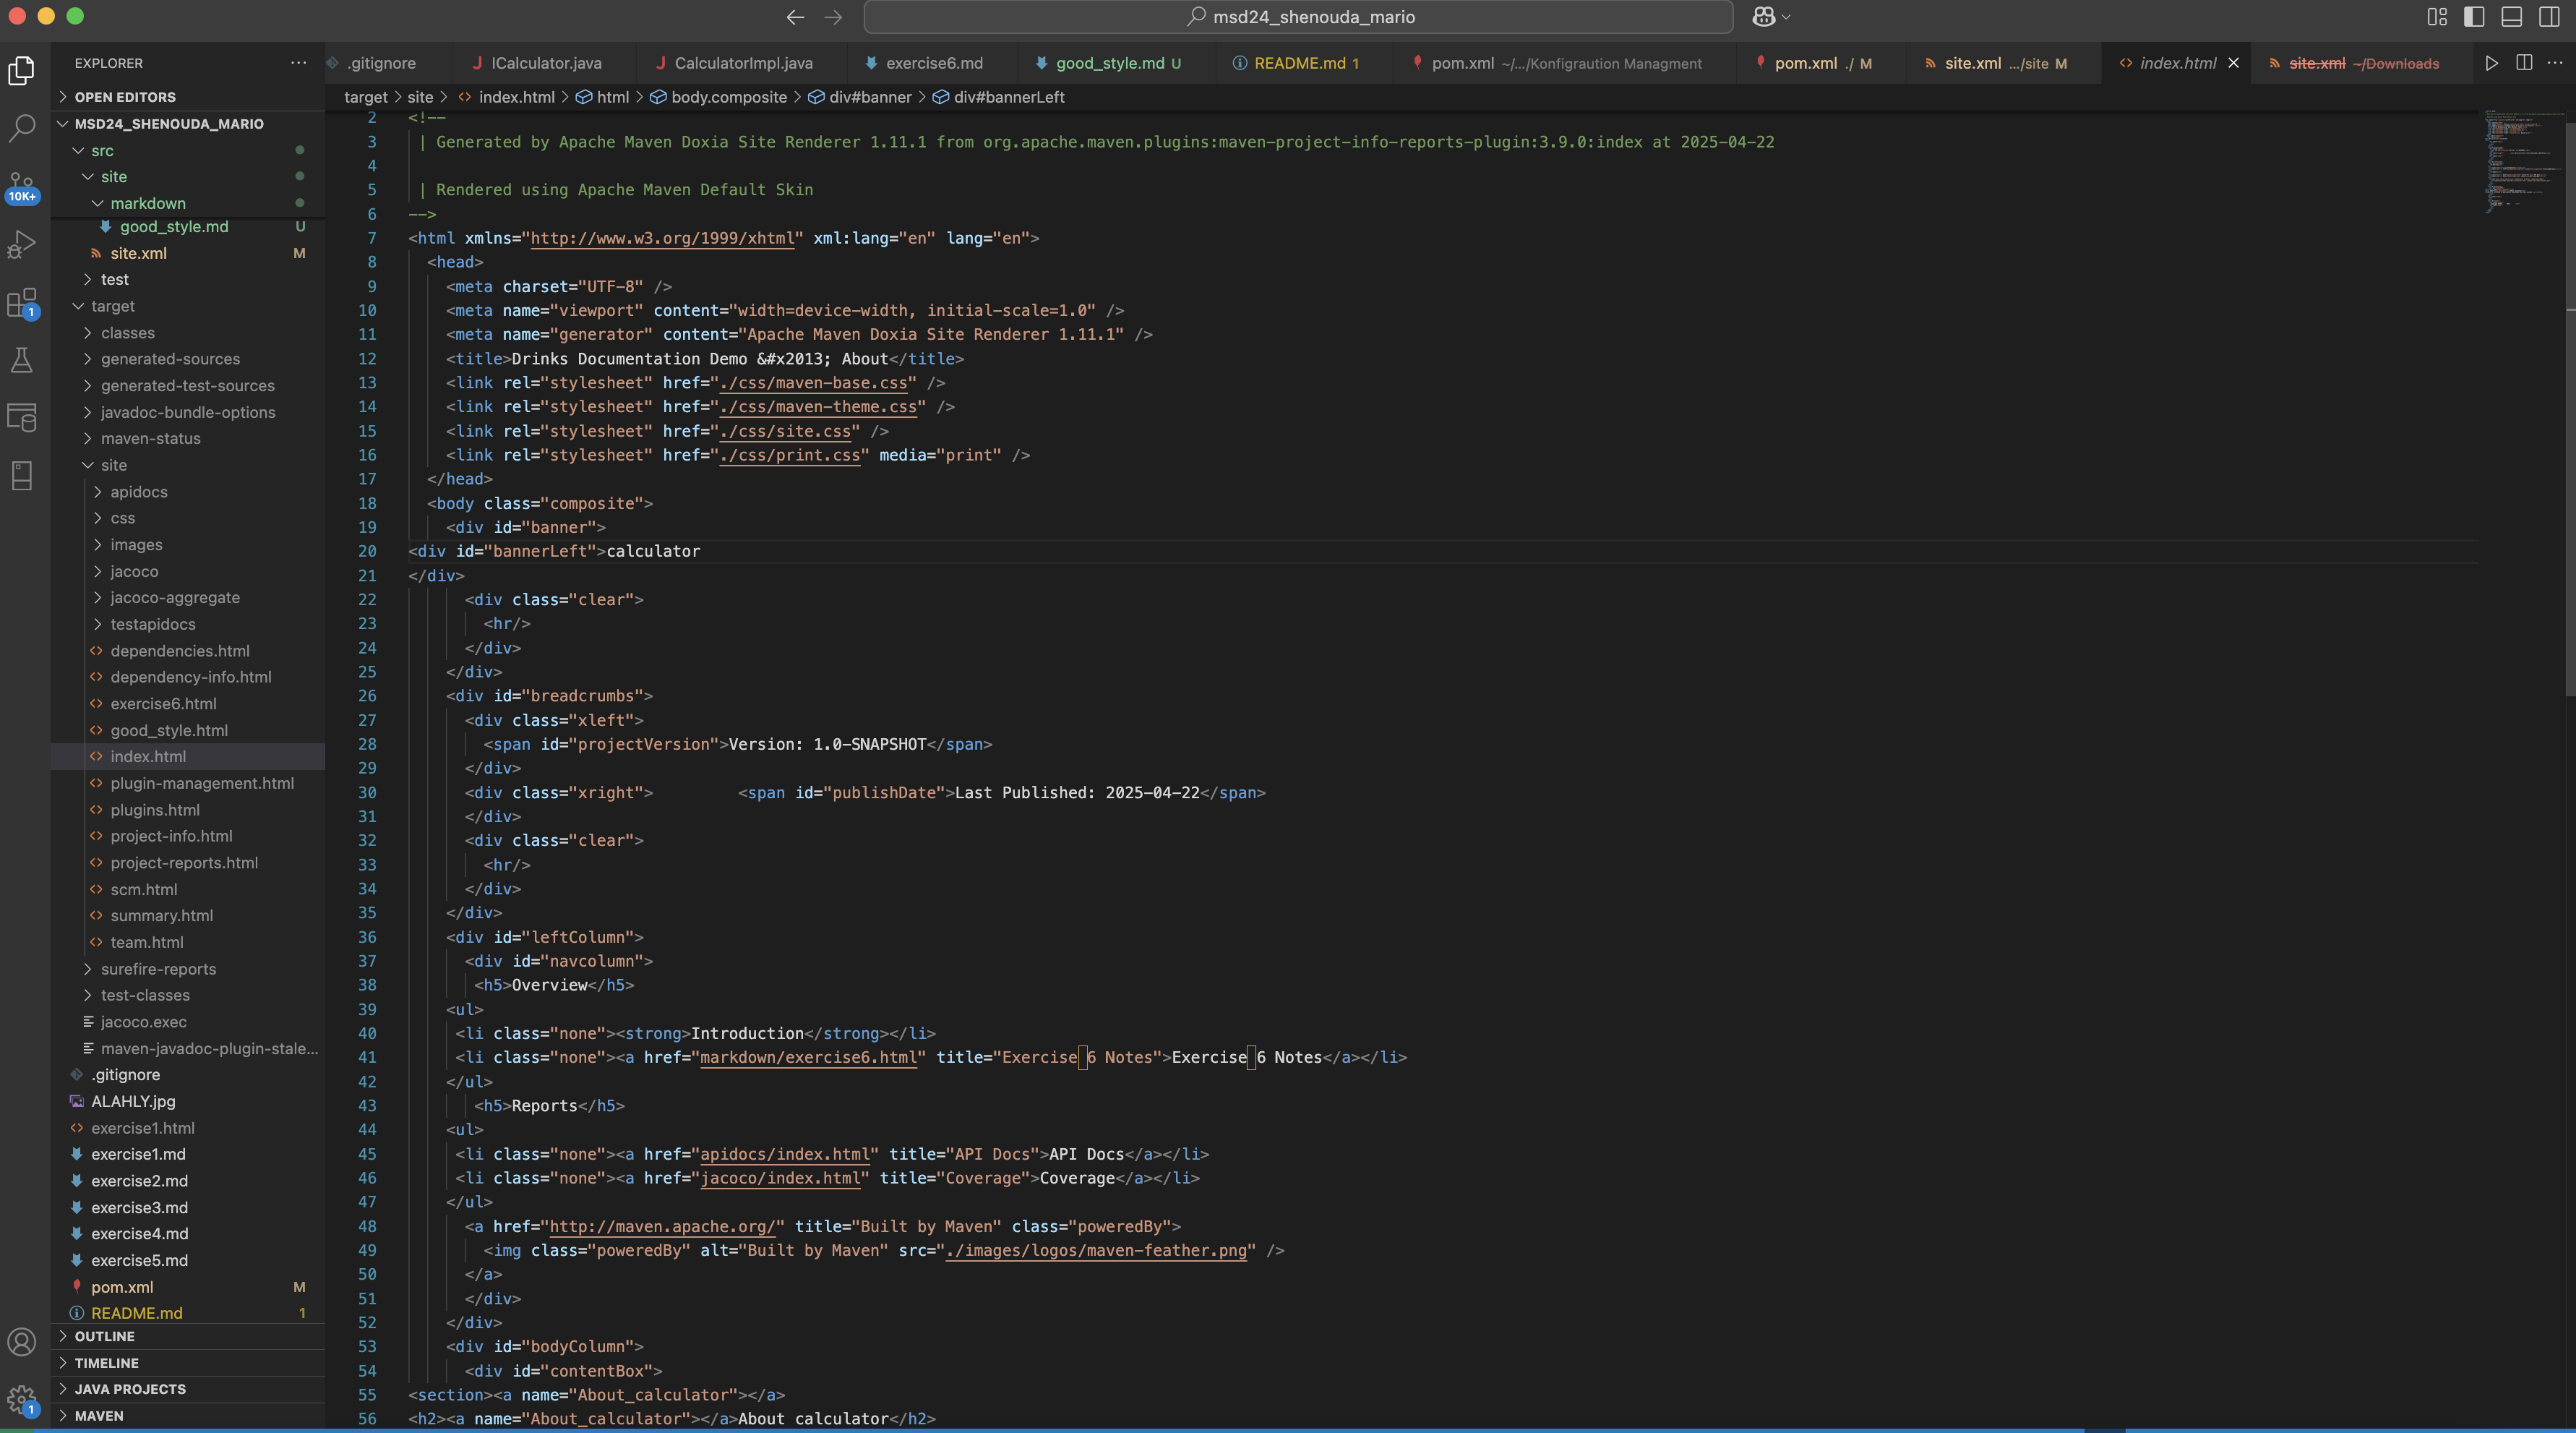 msd24_shenouda_mario
EXPLORER
.gitignore
ICalculator.java
CalculatorImpl.java
exercise6.md
good_style.md U
README.md 1
pom.xml ~/.../Konfigraution Managment
pom.xml ./ M
site.xml .../site M
index.html
site.xml ~/Downloads
OPEN EDITORS
MSD24_SHENOUDA_MARIO
src
site
markdown
good_style.md U
site.xml M
test
target
classes
generated-sources
generated-test-sources
javadoc-bundle-options
maven-status
site
apidocs
css
images
jacoco
jacoco-aggregate
testapidocs
dependencies.html
dependency-info.html
exercise6.html
good_style.html
index.html
plugin-management.html
plugins.html
project-info.html
project-reports.html
scm.html
summary.html
team.html
surefire-reports
test-classes
jacoco.exec
maven-javadoc-plugin-stale...
.gitignore
ALAHLY.jpg
exercise1.html
exercise1.md
exercise2.md
exercise3.md
exercise4.md
exercise5.md
pom.xml M
README.md 1
OUTLINE
TIMELINE
JAVA PROJECTS
MAVEN
10K+
1
1
target > site > index.html > html > body.composite > div#banner > div#bannerLeft
2 <!--
3 | Generated by Apache Maven Doxia Site Renderer 1.11.1 from org.apache.maven.plugins:maven-project-info-reports-plugin:3.9.0:index at 2025-04-22
4
5 | Rendered using Apache Maven Default Skin
6 -->
7 <html xmlns="http://www.w3.org/1999/xhtml" xml:lang="en" lang="en">
8 <head>
9 <meta charset="UTF-8" />
10 <meta name="viewport" content="width=device-width, initial-scale=1.0" />
11 <meta name="generator" content="Apache Maven Doxia Site Renderer 1.11.1" />
12 <title>Drinks Documentation Demo &#x2013; About</title>
13 <link rel="stylesheet" href="./css/maven-base.css" />
14 <link rel="stylesheet" href="./css/maven-theme.css" />
15 <link rel="stylesheet" href="./css/site.css" />
16 <link rel="stylesheet" href="./css/print.css" media="print" />
17 </head>
18 <body class="composite">
19 <div id="banner">
20 <div id="bannerLeft">calculator
21 </div>
22 <div class="clear">
23 <hr/>
24 </div>
25 </div>
26 <div id="breadcrumbs">
27 <div class="xleft">
28 <span id="projectVersion">Version: 1.0-SNAPSHOT</span>
29 </div>
30 <div class="xright"> <span id="publishDate">Last Published: 2025-04-22</span>
31 </div>
32 <div class="clear">
33 <hr/>
34 </div>
35 </div>
36 <div id="leftColumn">
37 <div id="navcolumn">
38 <h5>Overview</h5>
39 <ul>
40 <li class="none"><strong>Introduction</strong></li>
41 <li class="none"><a href="markdown/exercise6.html" title="Exercise 6 Notes">Exercise 6 Notes</a></li>
42 </ul>
43 <h5>Reports</h5>
44 <ul>
45 <li class="none"><a href="apidocs/index.html" title="API Docs">API Docs</a></li>
46 <li class="none"><a href="jacoco/index.html" title="Coverage">Coverage</a></li>
47 </ul>
48 <a href="http://maven.apache.org/" title="Built by Maven" class="poweredBy">
49 <img class="poweredBy" alt="Built by Maven" src="./images/logos/maven-feather.png" />
50 </a>
51 </div>
52 </div>
53 <div id="bodyColumn">
54 <div id="contentBox">
55 <section><a name="About_calculator"></a>
56 <h2><a name="About_calculator"></a>About calculator</h2>